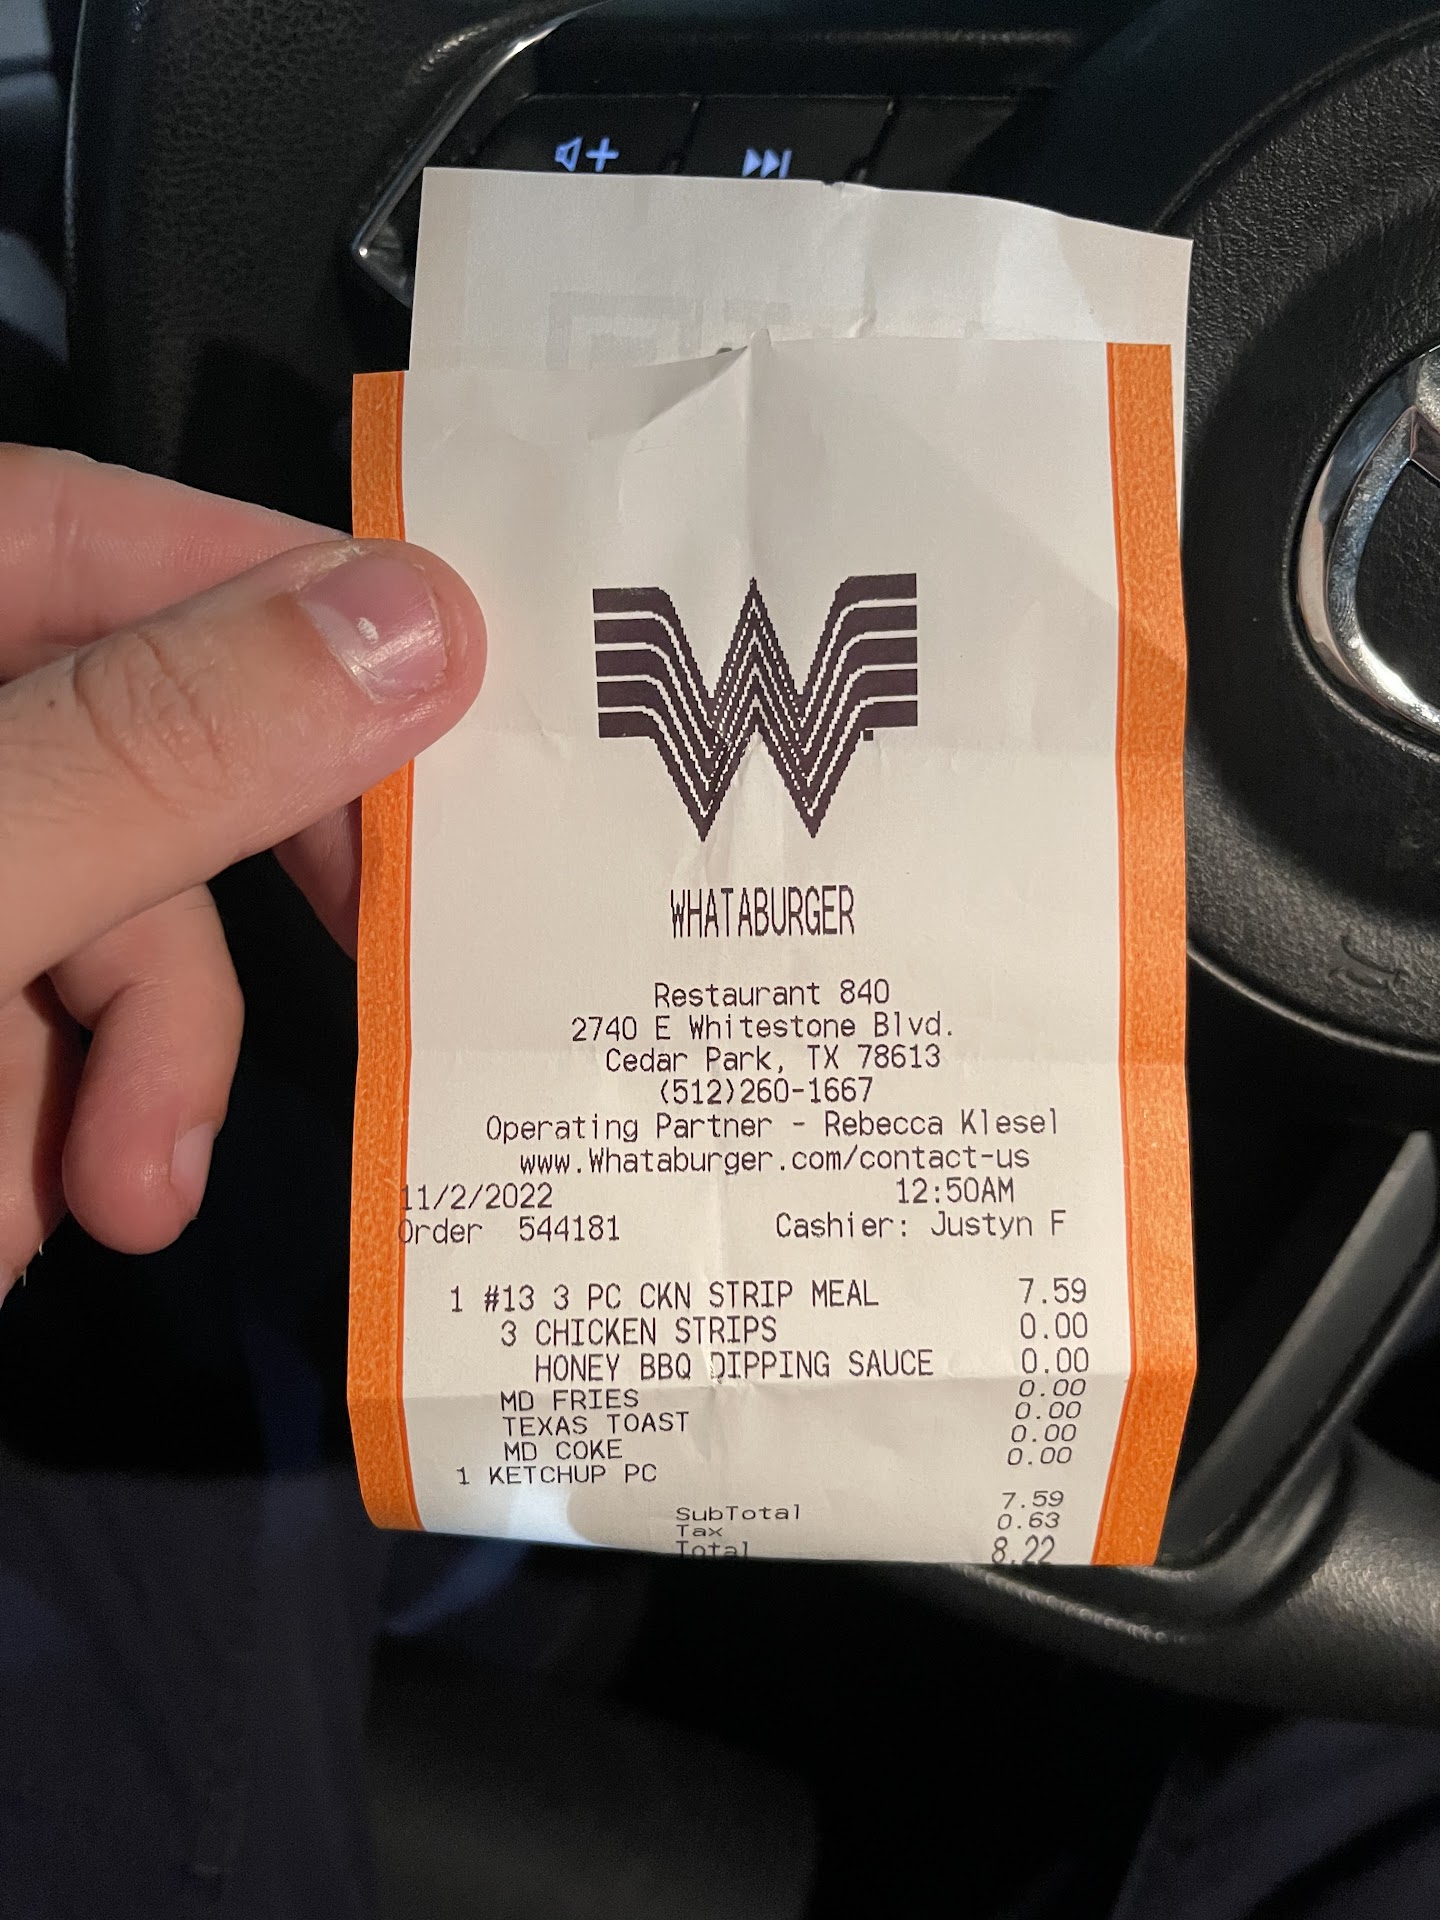 WHATABURGER
Restaurant 840
2740 E Whitestone Blvd.
Cedar Park, TX 78613
(512)260-1667
Operating Partner - Rebecca Klesel
www.Whataburger.com/contact-us
11/2/2022 12:50AM
Order 544181 Cashier: Justyn F
1 #13 3 PC CKN STRIP MEAL 7.59
3 CHICKEN STRIPS 0.00
HONEY BBQ DIPPING SAUCE 0.00
MD FRIES 0.00
TEXAS TOAST 0.00
MD COKE 0.00
1 KETCHUP PC 0.00
SubTotal 7.59
Tax 0.63
Total 8.22